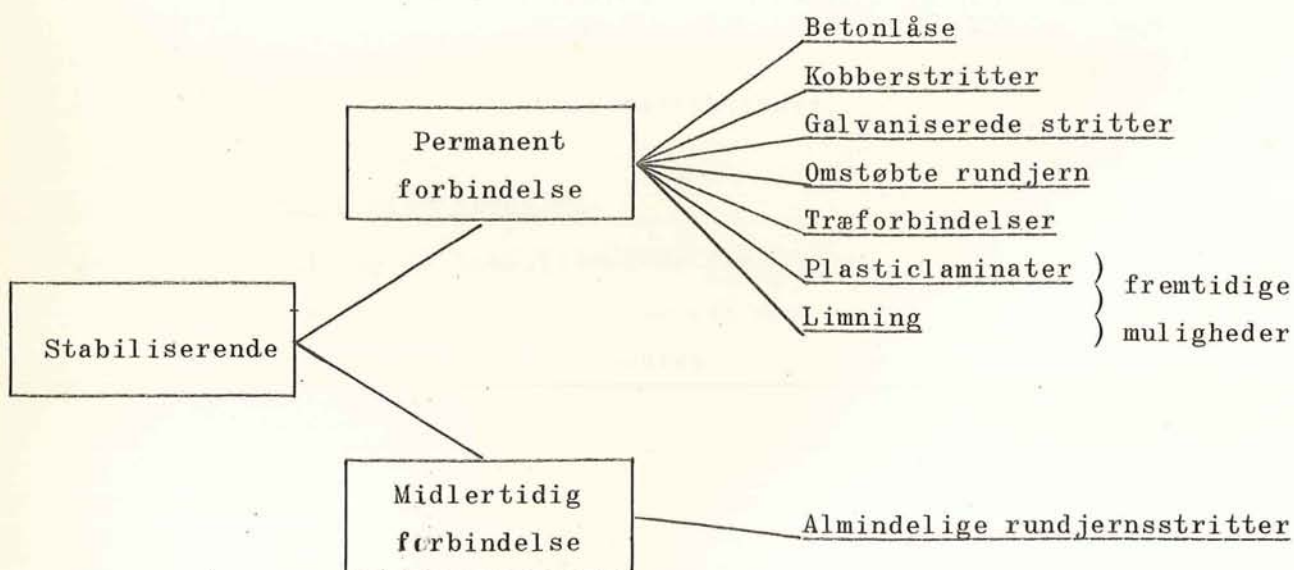 Betonlåse
Kobberstritter
Permanent
forbindelse
Galvaniserede stritter
Omstøbte rundjern
Træforbindelser
Plasticlaminater ) fremtidige
)
Limning ) muligheder
Stabiliserende
Midlertidig
forbindelse
Almindelige rundjernsstritter